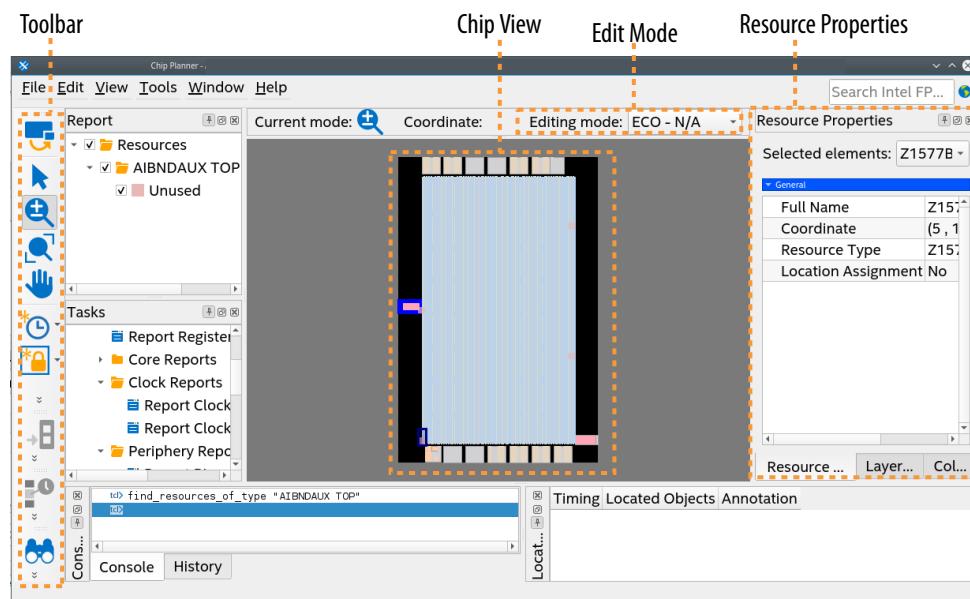 Toolbar
Chip View
Edit Mode
Resource Properties
Chip Planner -
File Edit View Tools Window Help
Search Intel FP...
Report
Resources
AIBNDAUX TOP
Unused
Current mode:
Coordinate:
Editing mode: ECO - N/A
Resource Properties
Selected elements: Z1577B
General
Full Name Z157
Coordinate (5 , 1
Resource Type Z157
Location Assignment No
Resource ... Layer... Col...
Tasks
Report Register
Core Reports
Clock Reports
Report Clock
Report Clock
Periphery Repo
tcl> find_resources_of_type "AIBNDAUX TOP"
tcl>
Cons...
Console History
Locat...
Timing Located Objects Annotation